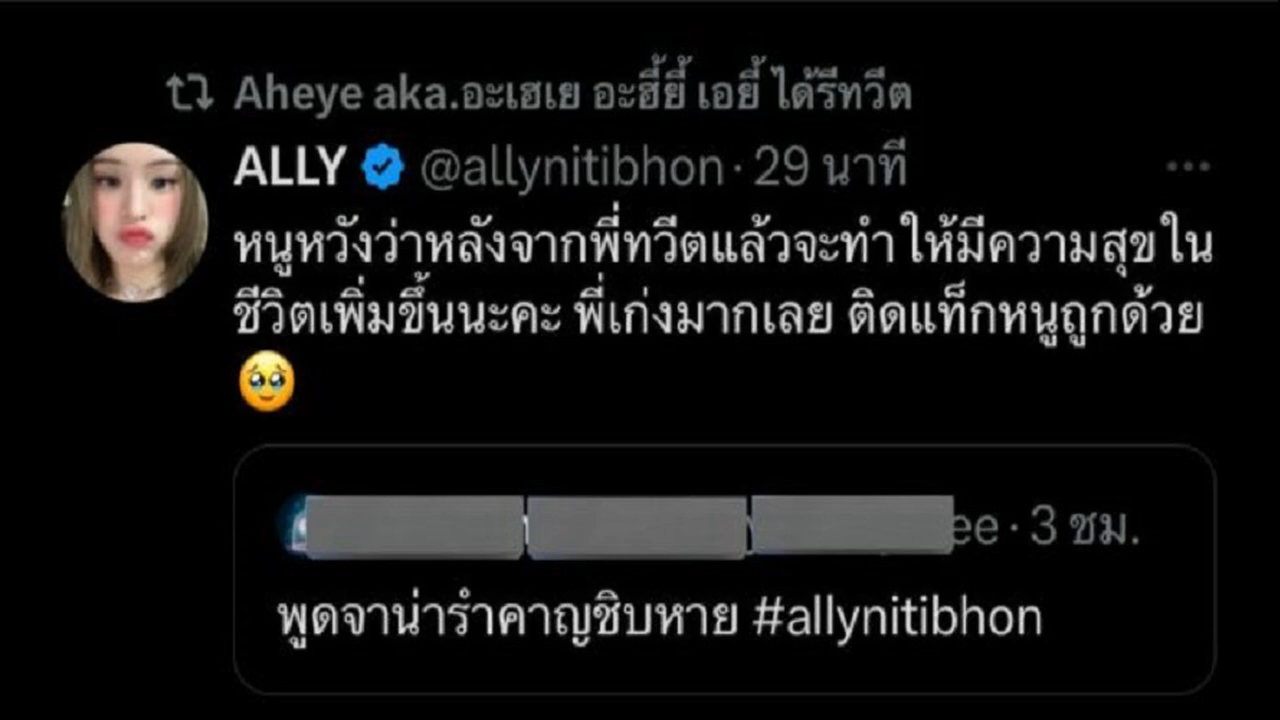 Aheye aka.อะเฮเย อะฮี้ยี้ เอยี้ ได้รีทวีต
ALLY @allynitibhon · 29 นาที
หนูหวังว่าหลังจากพี่ทวีตแล้วจะทำให้มีความสุขใน
ชีวิตเพิ่มขึ้นนะคะ พี่เก่งมากเลย ติดแท็กหนูถูกด้วย
🥹
ee · 3 ชม.
พูดจาน่ารำคาญชิบหาย #allynitibhon